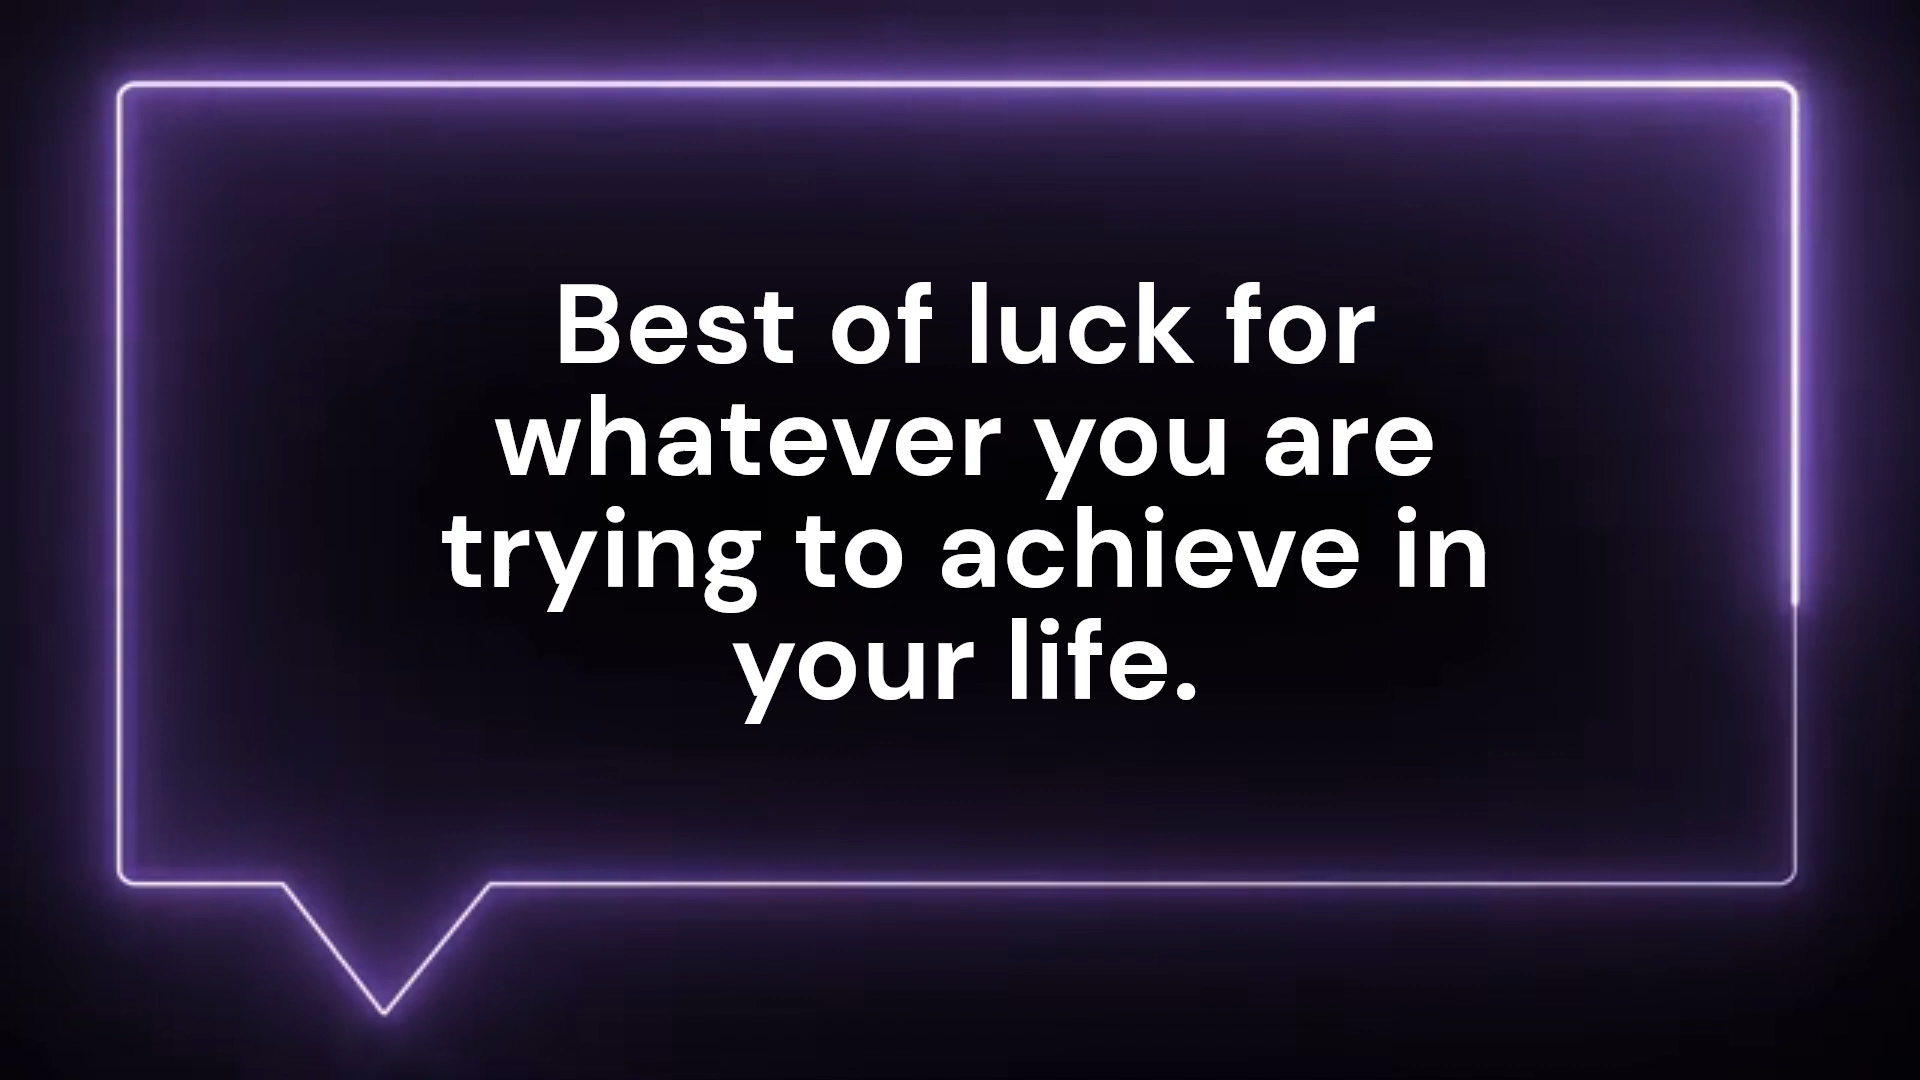 Best of luck for
whatever you are
trying to achieve in
your life.